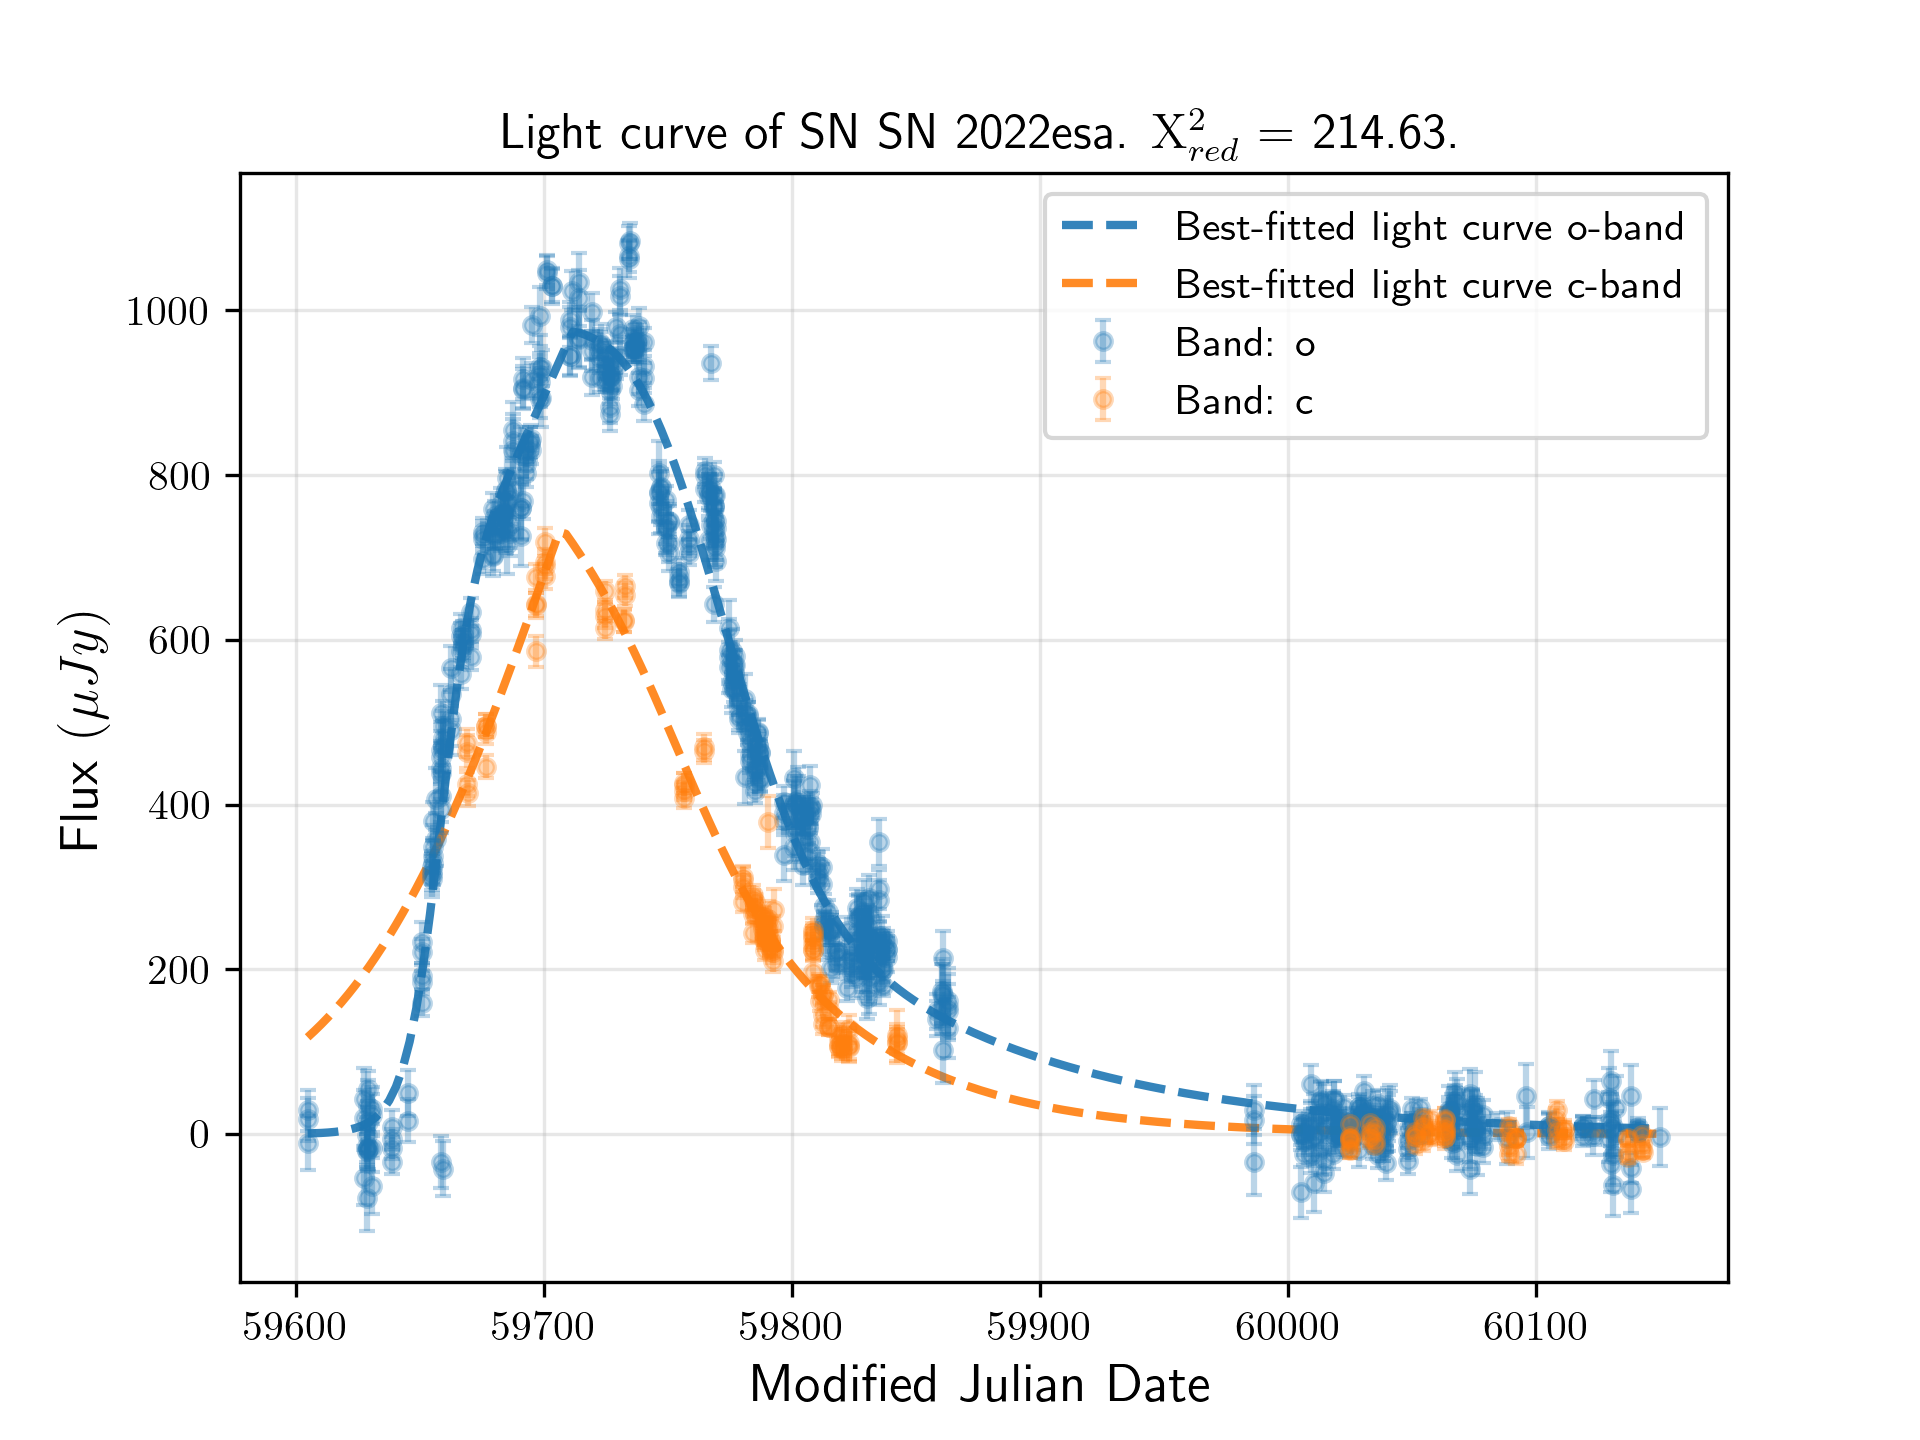 Light curve of SN SN 2022esa. X²_red = 214.63.
Best-fitted light curve o-band
Best-fitted light curve c-band
Band: o
Band: c
1000
800
600
400
200
0
Flux (μJy)
59600 59700 59800 59900 60000 60100
Modified Julian Date